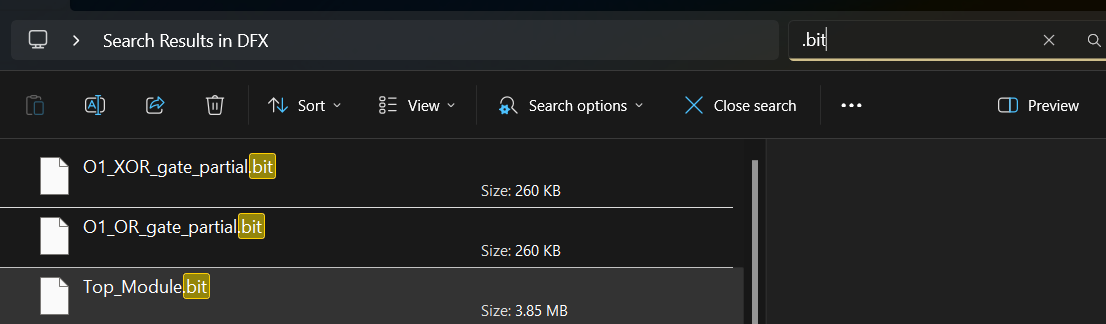 Search Results in DFX
.bit
Sort
View
Search options
Close search
Preview
O1_XOR_gate_partial.bit
Size: 260 KB
O1_OR_gate_partial.bit
Size: 260 KB
Top_Module.bit
Size: 3.85 MB